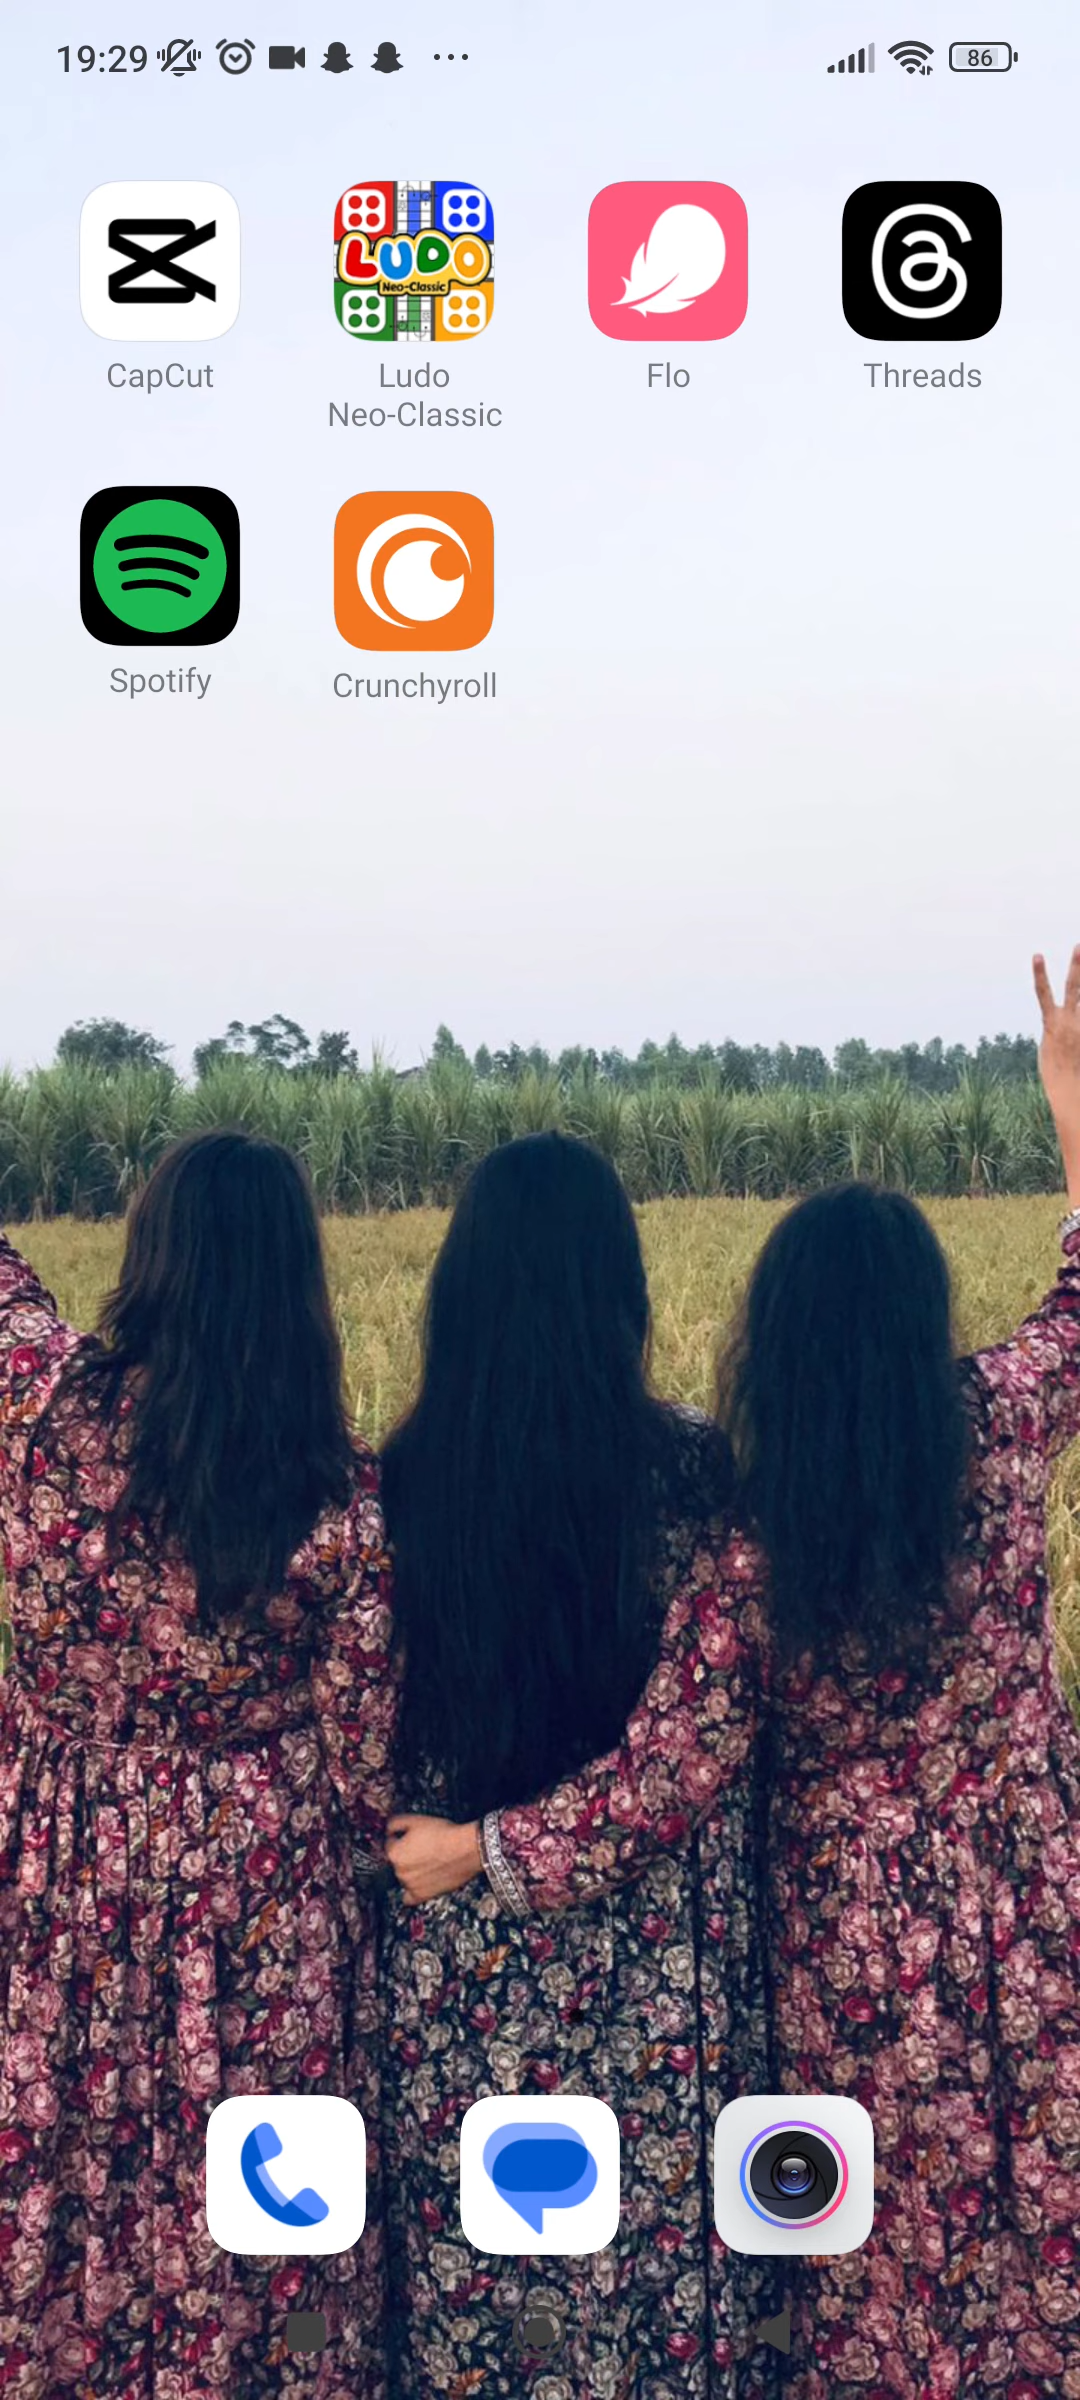 19:29
86
LUDO
Neo-Classic
CapCut
Ludo
Neo-Classic
Flo
Threads
Spotify
Crunchyroll